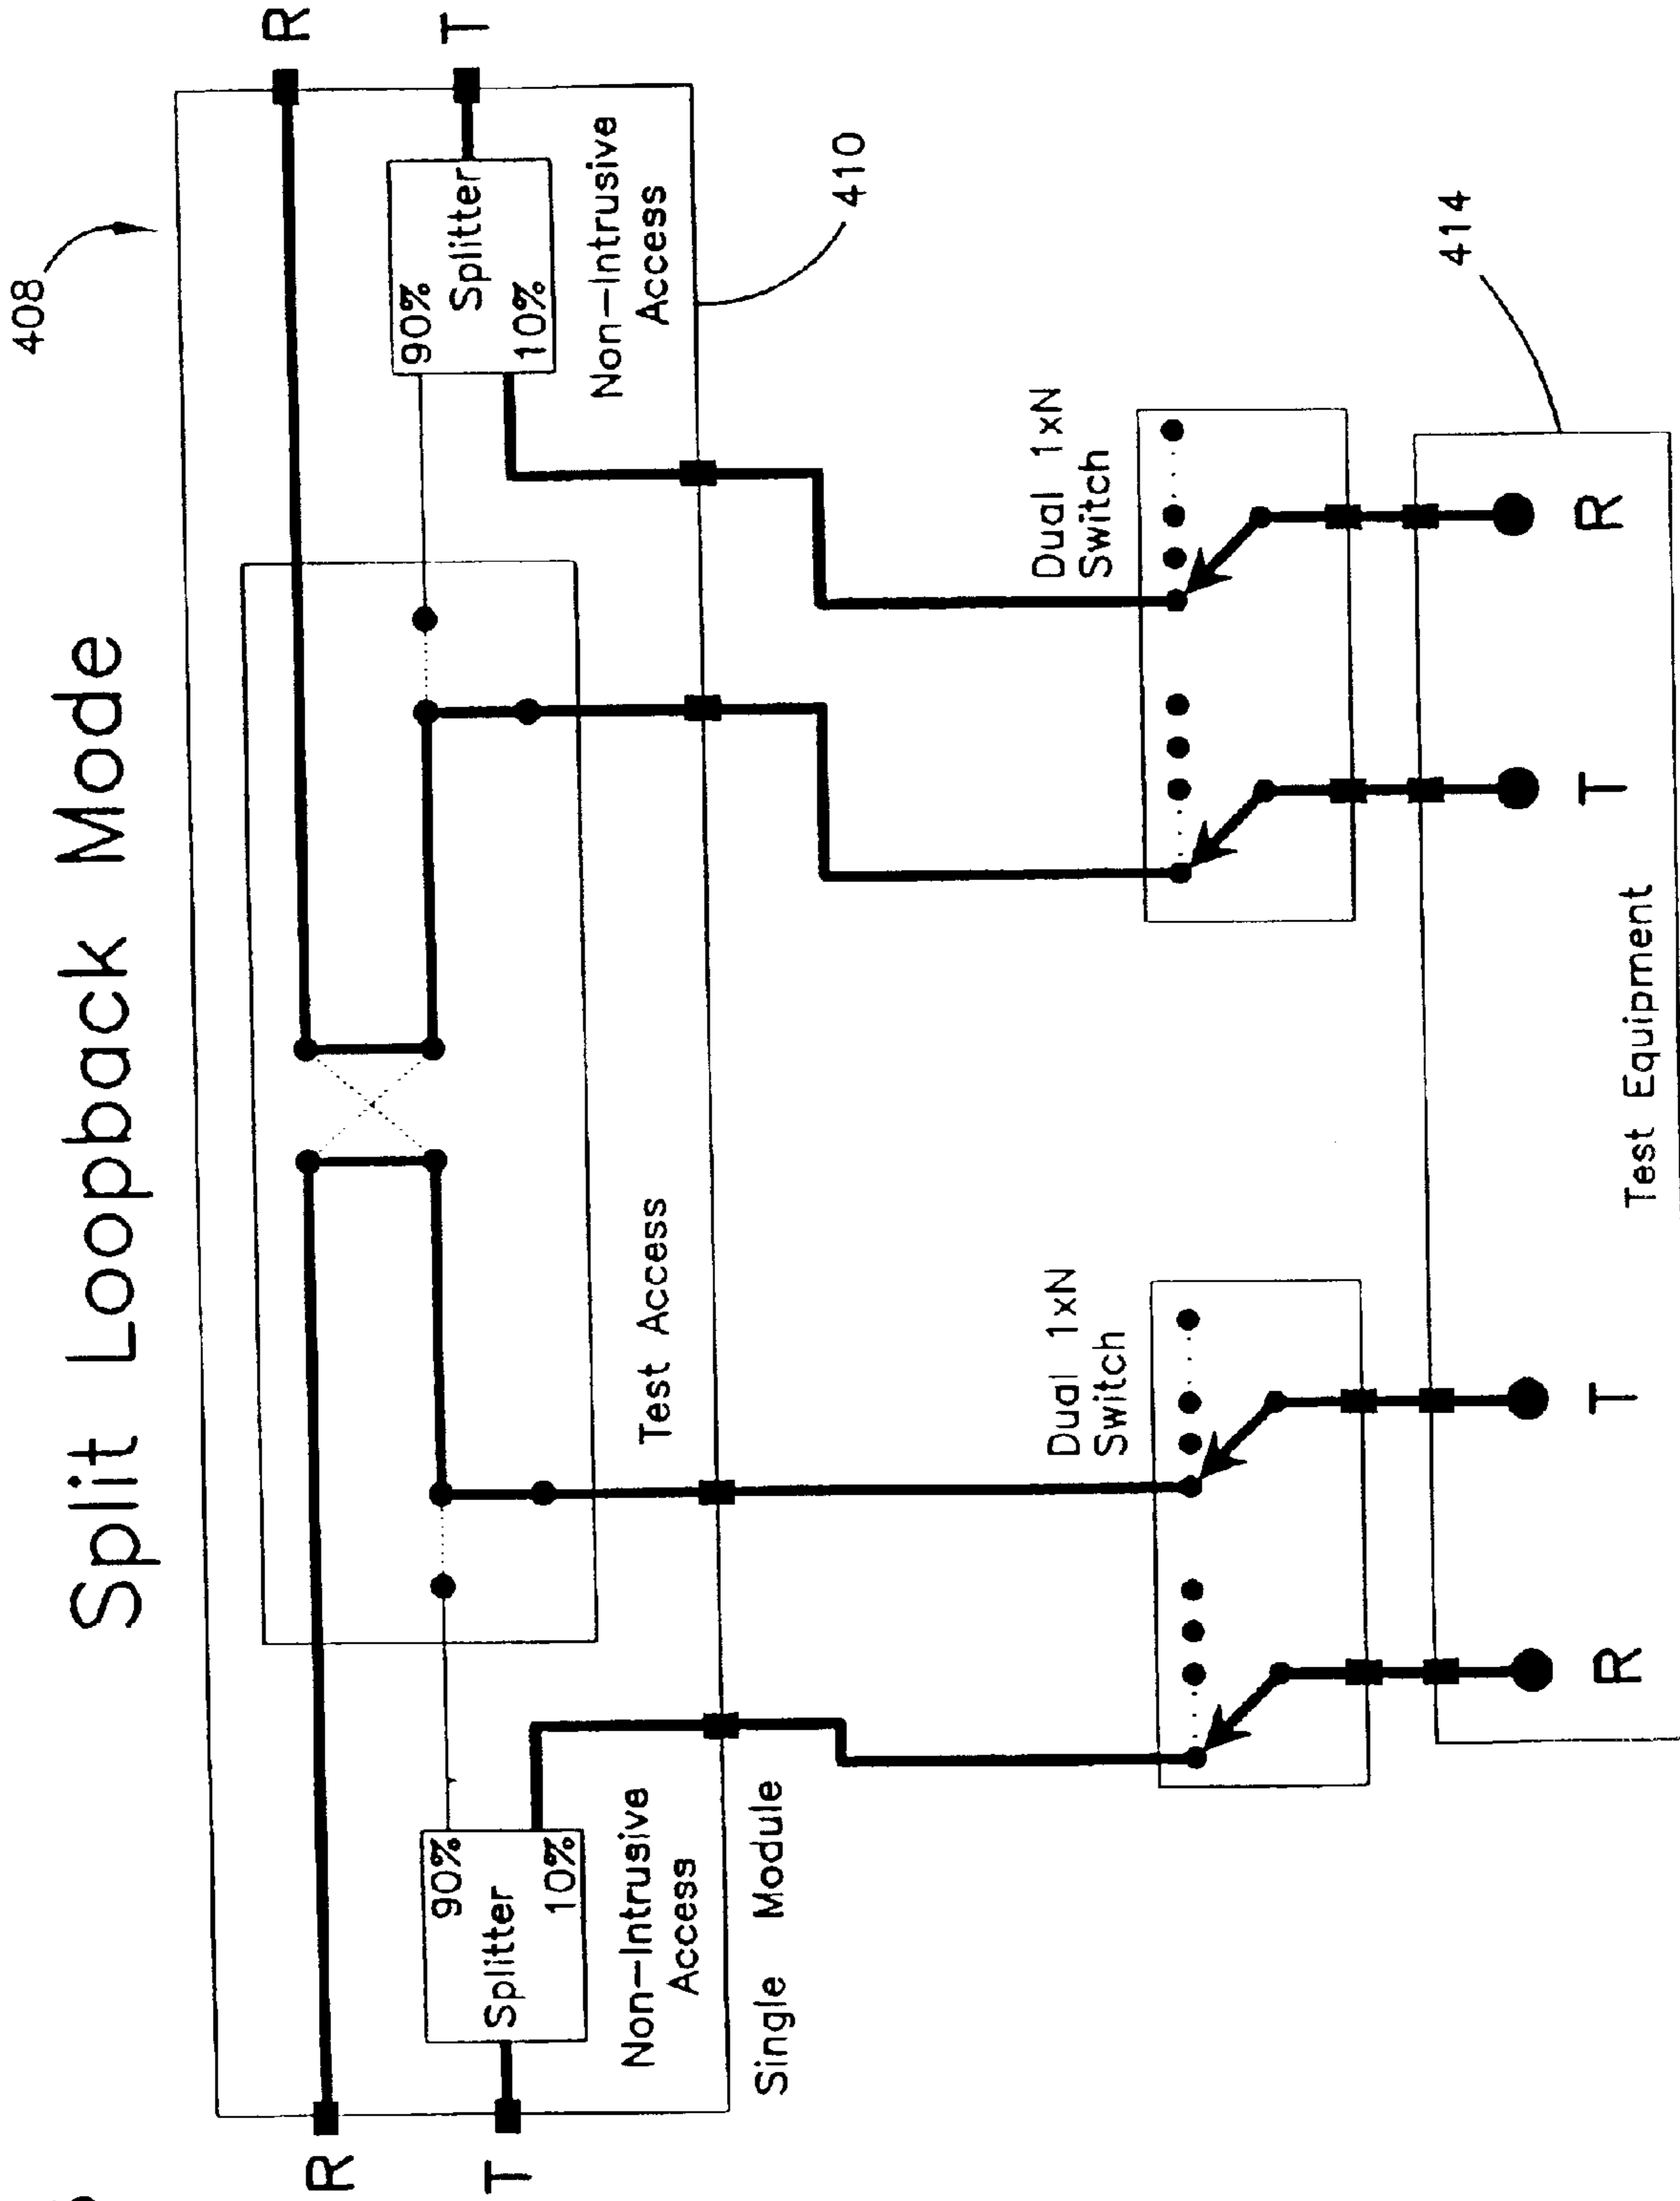 Split Loopback Mode
408
R
T
R
T
90%
Splitter
10%
90%
Splitter
10%
Non-Intrusive
Access
Test Access
Non-Intrusive
Access
Single Module
410
Dual 1xN
Switch
Dual 1xN
Switch
414
R
T
T
R
Test Equipment